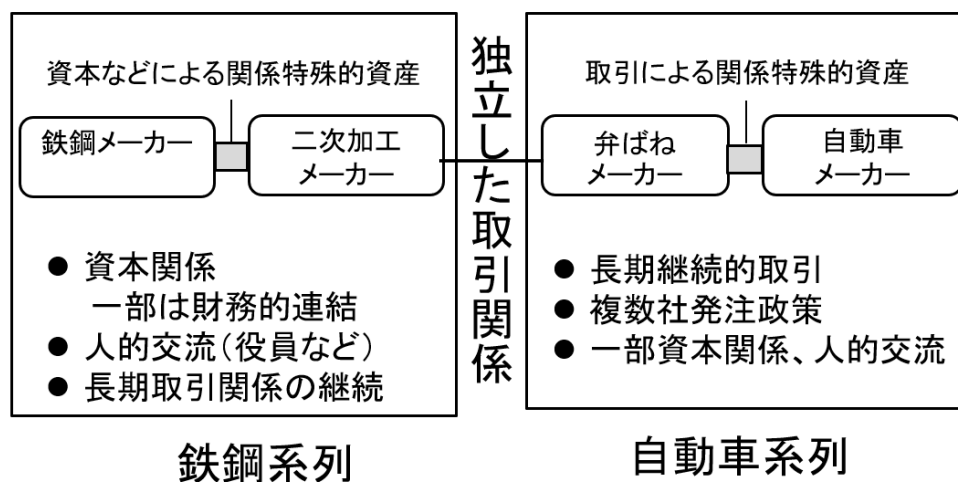 資本などによる関係特殊的資産
鉄鋼メーカー
二次加工
メーカー
● 資本関係
一部は財務的連結
● 人的交流（役員など）
● 長期取引関係の継続
鉄鋼系列
独立した取引関係
取引による関係特殊的資産
弁ばね
メーカー
自動車
メーカー
● 長期継続的取引
● 複数社発注政策
● 一部資本関係、人的交流
自動車系列